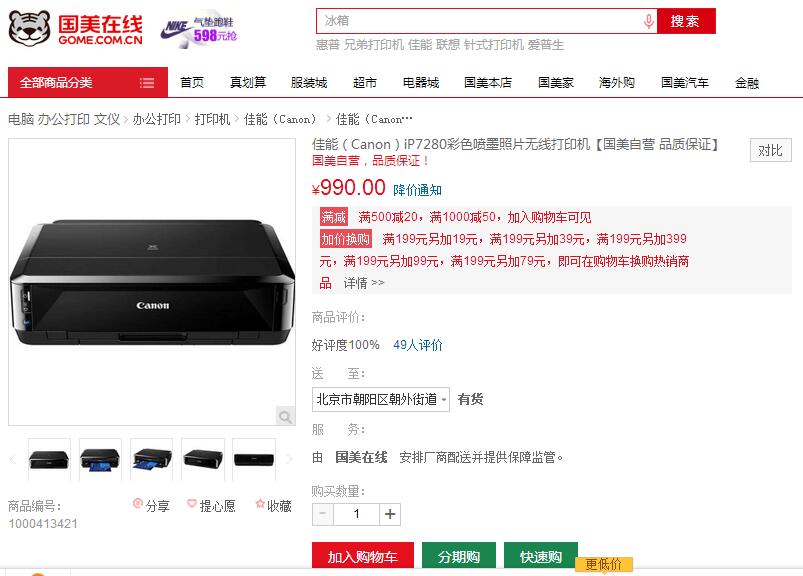 国美在线
GOME.COM.CN
NIKE 气垫跑鞋
598元抢
冰箱
搜索
惠普 兄弟打印机 佳能 联想 针式打印机 爱普生
全部商品分类 首页 真划算 服装城 超市 电器城 国美本店 国美家 海外购 国美汽车 金融
电脑 办公打印 文仪 > 办公打印 > 打印机 > 佳能（Canon） > 佳能（Canon…
佳能（Canon）iP7280彩色喷墨照片无线打印机【国美自营 品质保证】
对比
国美自营，品质保证！
¥990.00 降价通知
满减 满500减20，满1000减50，加入购物车可见
加价换购 满199元另加19元，满199元另加39元，满199元另加399
元，满199元另加99元，满199元另加79元，即可在购物车换购热销商
品 详情 >>
Canon
商品评价：
好评度100% 49人评价
送 至：
北京市朝阳区朝外街道 有货
服 务：
由 国美在线 安排厂商配送并提供保障监管。
购买数量：
- 1 +
商品编号：
1000413421
分享 提心愿 收藏
加入购物车 分期购 快速购
更低价